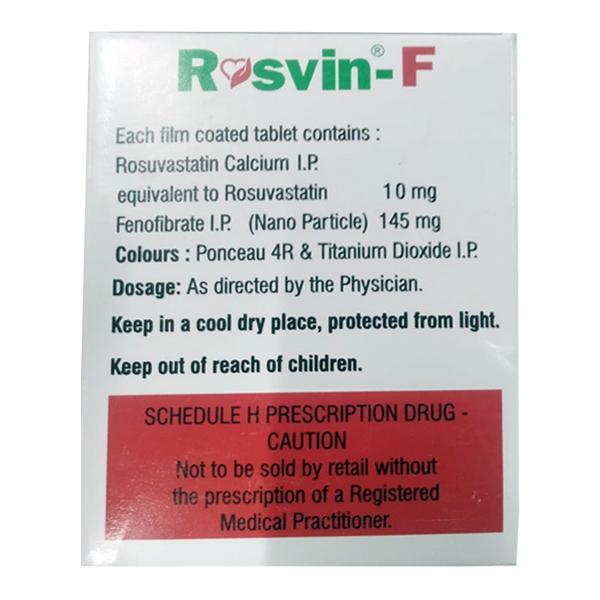 Rosvin®-F
Each film coated tablet contains :
Rosuvastatin Calcium I.P.
equivalent to Rosuvastatin 10 mg
Fenofibrate I.P. (Nano Particle) 145 mg
Colours : Ponceau 4R & Titanium Dioxide I.P.
Dosage: As directed by the Physician.
Keep in a cool dry place, protected from light.
Keep out of reach of children.
SCHEDULE H PRESCRIPTION DRUG -
CAUTION
Not to be sold by retail without
the prescription of a Registered
Medical Practitioner.